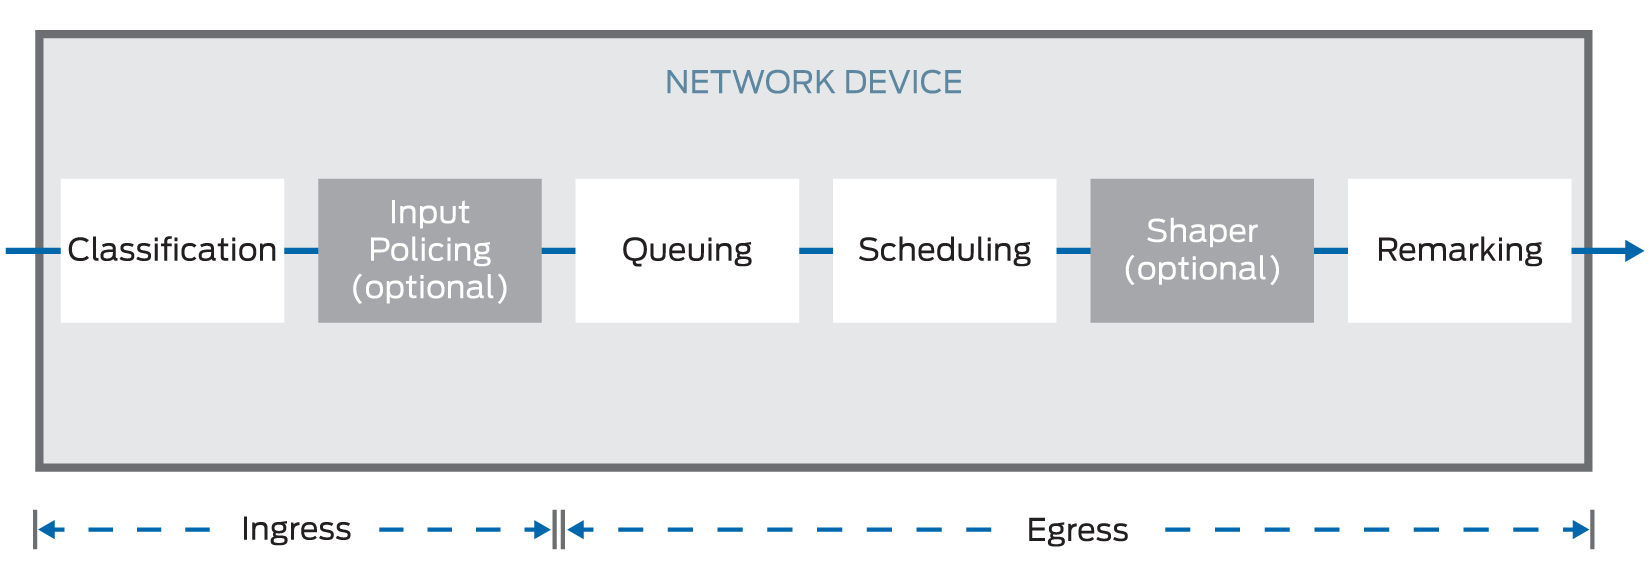 NETWORK DEVICE
Classification
Input
Policing
(optional)
Queuing
Scheduling
Shaper
(optional)
Remarking
Ingress
Egress